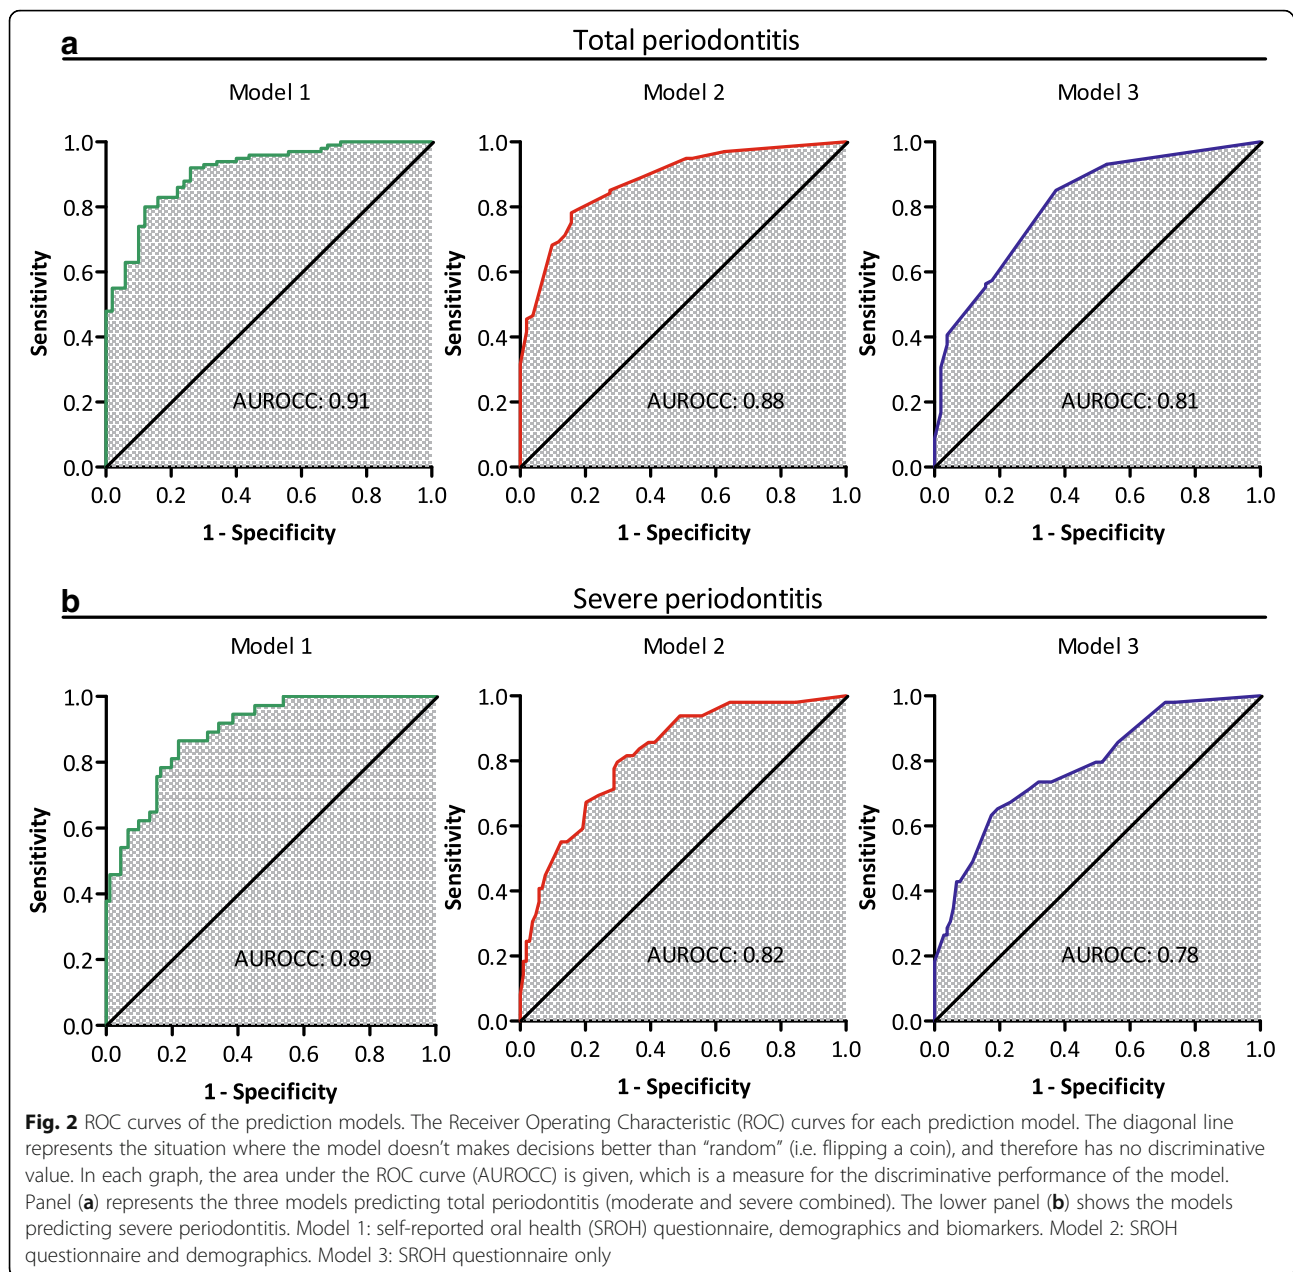 a
Total periodontitis
Model 1
Model 2
Model 3
1.0
0.8
0.6
0.4
0.2
0.0
Sensitivity
AUROCC: 0.91
0.0 0.2 0.4 0.6 0.8 1.0
1 - Specificity
1.0
0.8
0.6
0.4
0.2
0.0
Sensitivity
AUROCC: 0.88
0.0 0.2 0.4 0.6 0.8 1.0
1 - Specificity
1.0
0.8
0.6
0.4
0.2
0.0
Sensitivity
AUROCC: 0.81
0.0 0.2 0.4 0.6 0.8 1.0
1 - Specificity
b
Severe periodontitis
Model 1
Model 2
Model 3
1.0
0.8
0.6
0.4
0.2
0.0
Sensitivity
AUROCC: 0.89
0.0 0.2 0.4 0.6 0.8 1.0
1 - Specificity
1.0
0.8
0.6
0.4
0.2
0.0
Sensitivity
AUROCC: 0.82
0.0 0.2 0.4 0.6 0.8 1.0
1 - Specificity
1.0
0.8
0.6
0.4
0.2
0.0
Sensitivity
AUROCC: 0.78
0.0 0.2 0.4 0.6 0.8 1.0
1 - Specificity
Fig. 2 ROC curves of the prediction models. The Receiver Operating Characteristic (ROC) curves for each prediction model. The diagonal line
represents the situation where the model doesn't makes decisions better than “random” (i.e. flipping a coin), and therefore has no discriminative
value. In each graph, the area under the ROC curve (AUROCC) is given, which is a measure for the discriminative performance of the model.
Panel (a) represents the three models predicting total periodontitis (moderate and severe combined). The lower panel (b) shows the models
predicting severe periodontitis. Model 1: self-reported oral health (SROH) questionnaire, demographics and biomarkers. Model 2: SROH
questionnaire and demographics. Model 3: SROH questionnaire only